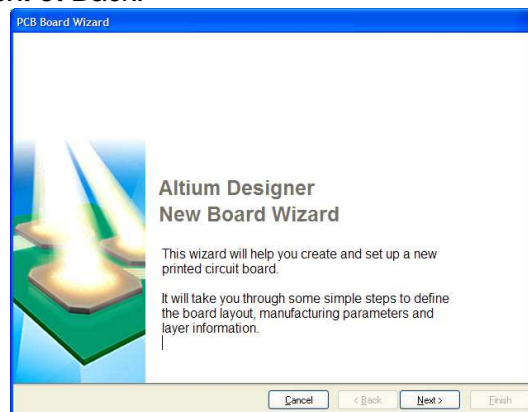 PCB Board Wizard
Altium Designer
New Board Wizard
This wizard will help you create and set up a new
printed circuit board.
It will take you through some simple steps to define
the board layout, manufacturing parameters and
layer information.
Cancel
< Back
Next >
Finish